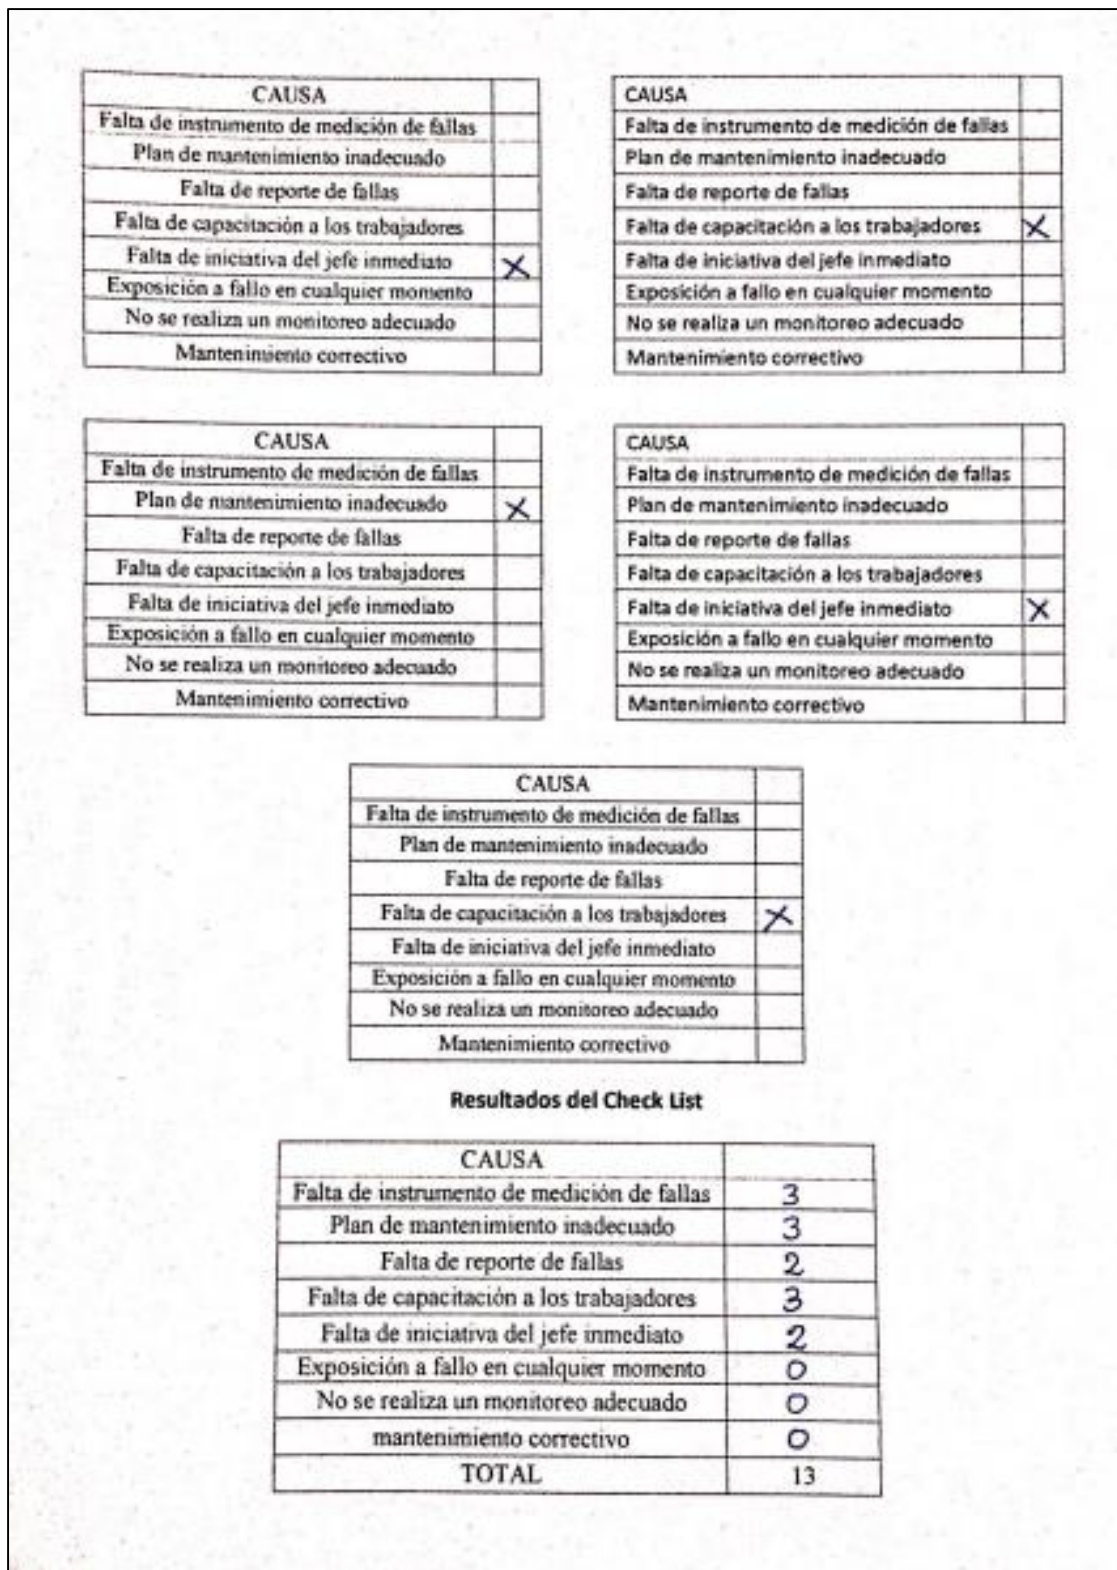 CAUSA
Falta de instrumento de medición de fallas
Plan de mantenimiento inadecuado
Falta de reporte de fallas
Falta de capacitación a los trabajadores
Falta de iniciativa del jefe inmediato X
Exposición a fallo en cualquier momento
No se realiza un monitoreo adecuado
Mantenimiento correctivo
CAUSA
Falta de instrumento de medición de fallas
Plan de mantenimiento inadecuado
Falta de reporte de fallas
Falta de capacitación a los trabajadores X
Falta de iniciativa del jefe inmediato
Exposición a fallo en cualquier momento
No se realiza un monitoreo adecuado
Mantenimiento correctivo
CAUSA
Falta de instrumento de medición de fallas
Plan de mantenimiento inadecuado X
Falta de reporte de fallas
Falta de capacitación a los trabajadores
Falta de iniciativa del jefe inmediato
Exposición a fallo en cualquier momento
No se realiza un monitoreo adecuado
Mantenimiento correctivo
CAUSA
Falta de instrumento de medición de fallas
Plan de mantenimiento inadecuado
Falta de reporte de fallas
Falta de capacitación a los trabajadores
Falta de iniciativa del jefe inmediato X
Exposición a fallo en cualquier momento
No se realiza un monitoreo adecuado
Mantenimiento correctivo
CAUSA
Falta de instrumento de medición de fallas
Plan de mantenimiento inadecuado
Falta de reporte de fallas
Falta de capacitación a los trabajadores X
Falta de iniciativa del jefe inmediato
Exposición a fallo en cualquier momento
No se realiza un monitoreo adecuado
Mantenimiento correctivo
Resultados del Check List
CAUSA
Falta de instrumento de medición de fallas 3
Plan de mantenimiento inadecuado 3
Falta de reporte de fallas 2
Falta de capacitación a los trabajadores 3
Falta de iniciativa del jefe inmediato 2
Exposición a fallo en cualquier momento 0
No se realiza un monitoreo adecuado 0
mantenimiento correctivo 0
TOTAL 13